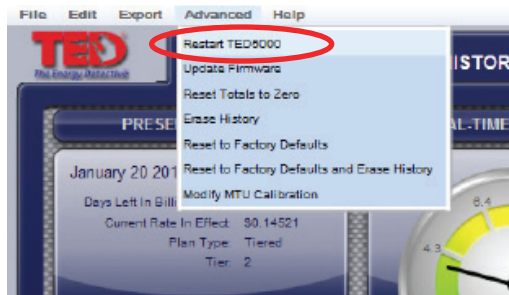 File Edit Export Advanced Help
TED
The Energy Detective
Restart TED5000
Update Firmware
Reset Totals to Zero
Erase History
Reset to Factory Defaults
Reset to Factory Defaults and Erase History
Modify MTU Calibration
ISTOR
PRESE
AL-TIME
January 20 201
Days Left In Billi
Current Rate In Effect: $0.14521
Plan Type: Tiered
Tier: 2
4.3
6.4